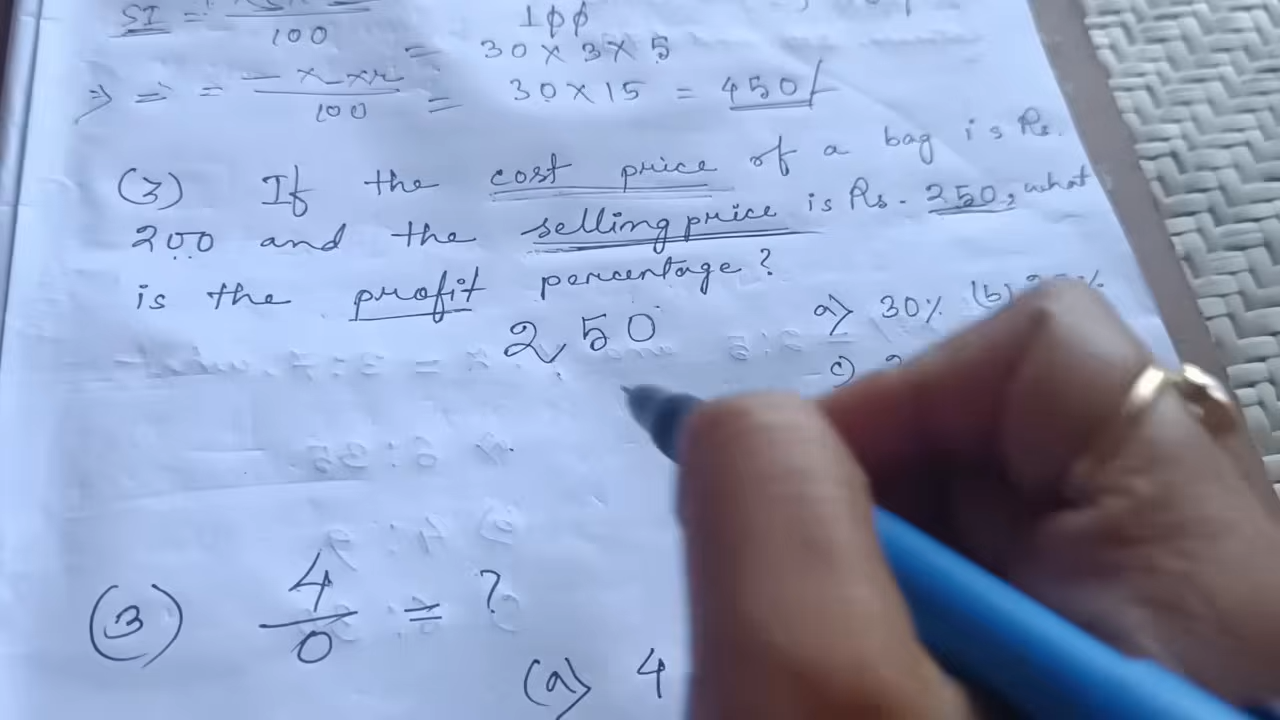 SI =
100
100
= 30 x 3 x 5
⇒ = = — x — x r / 100 = 30 x 15 = 450/
(3) If the cost price of a bag is Rs.
200 and the selling price is Rs. 250, what
is the profit percentage?
a) 30% (b)
250
c)
(3) 4/0 = ?
(a) 4